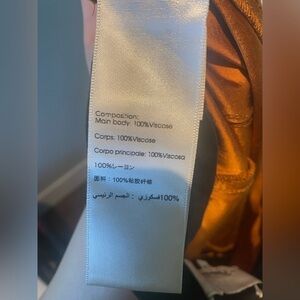 Composition:
Main body: 100%Viscose
Corps: 100%Viscose
Corpo principale: 100%Viscosa
100%レーヨン
面料：100%粘胶纤维
الجسم الرئيسي : 100%فسكوزي